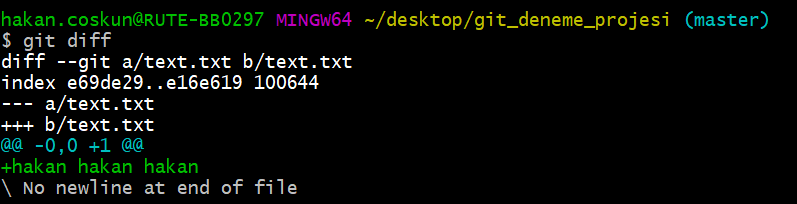 hakan.coskun@RUTE-BB0297 MINGW64 ~/desktop/git_deneme_projesi (master)
$ git diff
diff --git a/text.txt b/text.txt
index e69de29..e16e619 100644
--- a/text.txt
+++ b/text.txt
@@ -0,0 +1 @@
+hakan hakan hakan
\ No newline at end of file